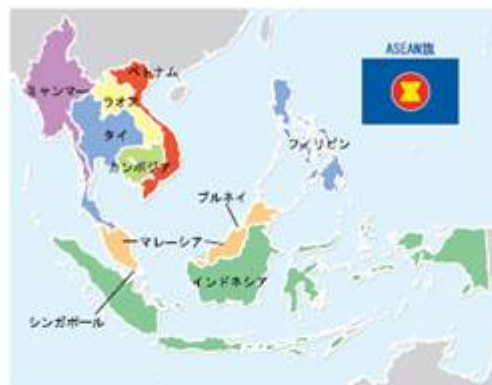 ASEAN旗
ベトナム
ミャンマー
ラオス
タイ
フィリピン
カンボジア
ブルネイ
マレーシア
インドネシア
シンガポール